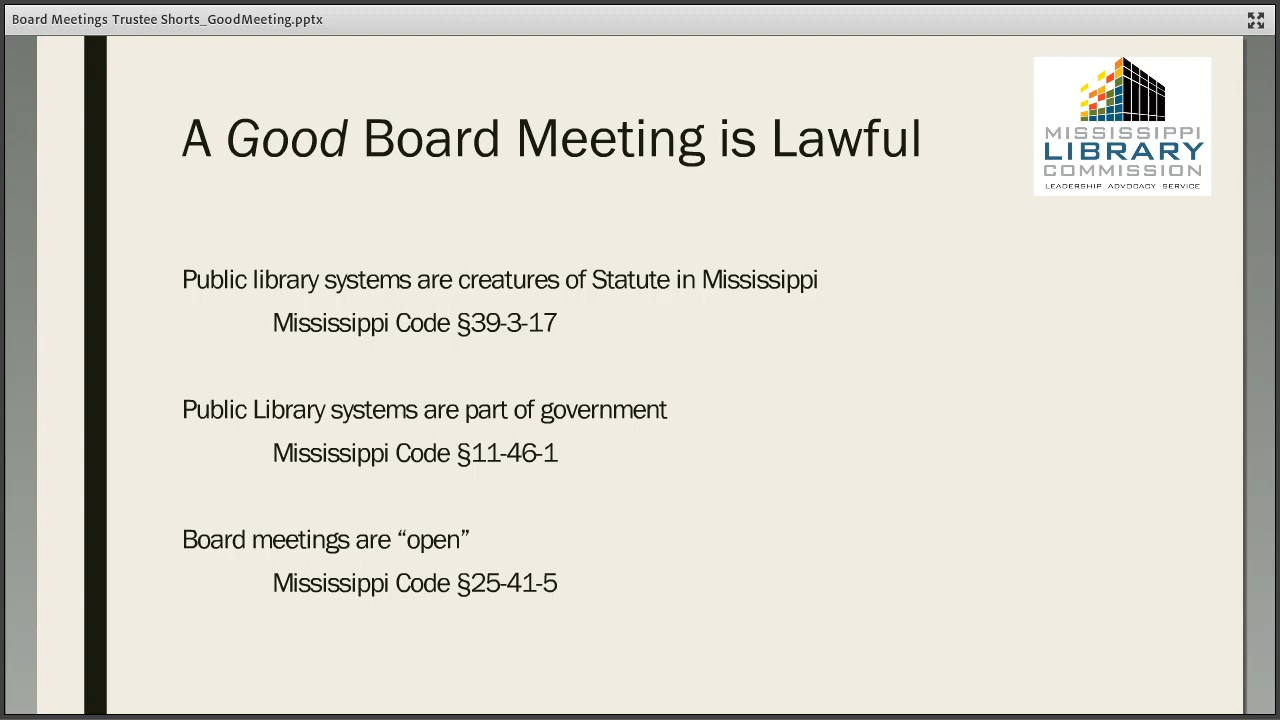 Board Meetings Trustee Shorts_GoodMeeting.pptx
MISSISSIPPI
LIBRARY
COMMISSION
LEADERSHIP ADVOCACY SERVICE
A Good Board Meeting is Lawful
Public library systems are creatures of Statute in Mississippi
Mississippi Code §39-3-17
Public Library systems are part of government
Mississippi Code §11-46-1
Board meetings are “open”
Mississippi Code §25-41-5